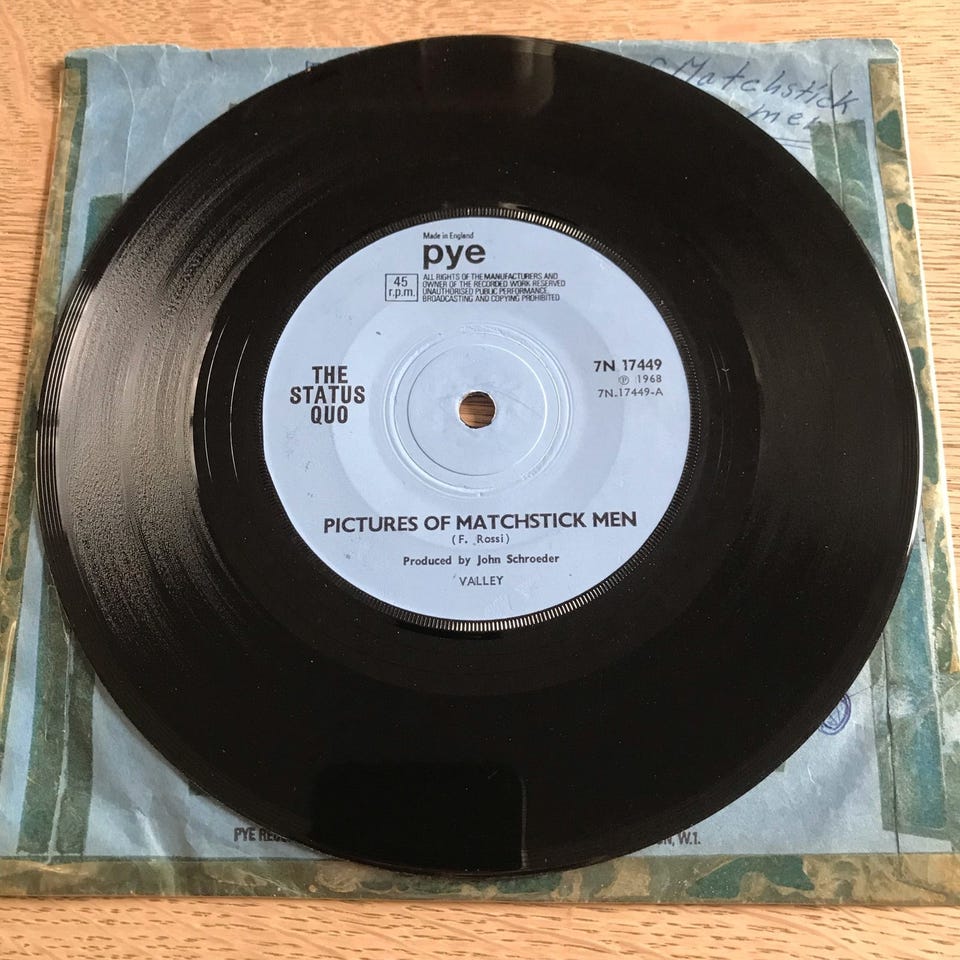 Matchstick
men
Made in England
pye
45
r.p.m.
ALL RIGHTS OF THE MANUFACTURERS AND
OWNER OF THE RECORDED WORK RESERVED
UNAUTHORISED PUBLIC PERFORMANCE
BROADCASTING AND COPYING PROHIBITED
THE
STATUS
QUO
7N 17449
℗ 1968
7N.17449-A
PICTURES OF MATCHSTICK MEN
(F. Rossi)
Produced by John Schroeder
VALLEY
PYE
W.1.